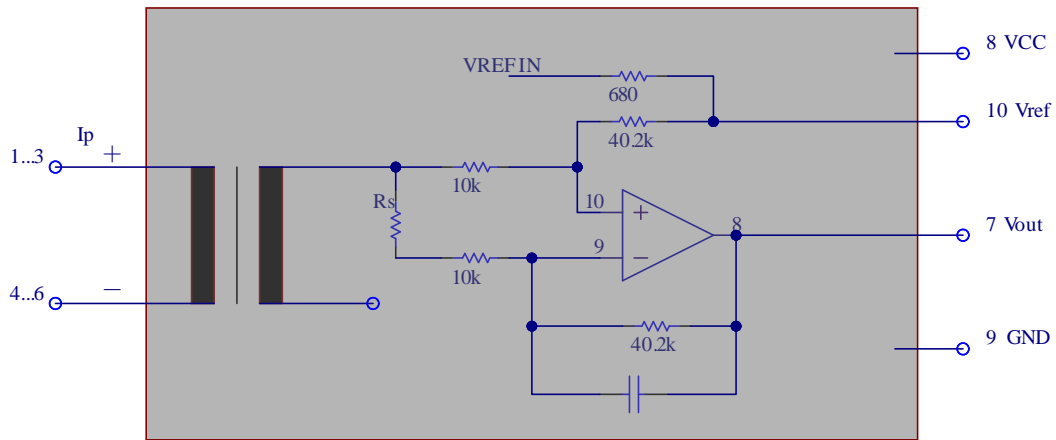 8 VCC
VREFIN
680
10 Vref
40.2k
Ip
1...3
+
10k
Rs
10
+
8
7 Vout
9
−
10k
4...6
−
40.2k
9 GND